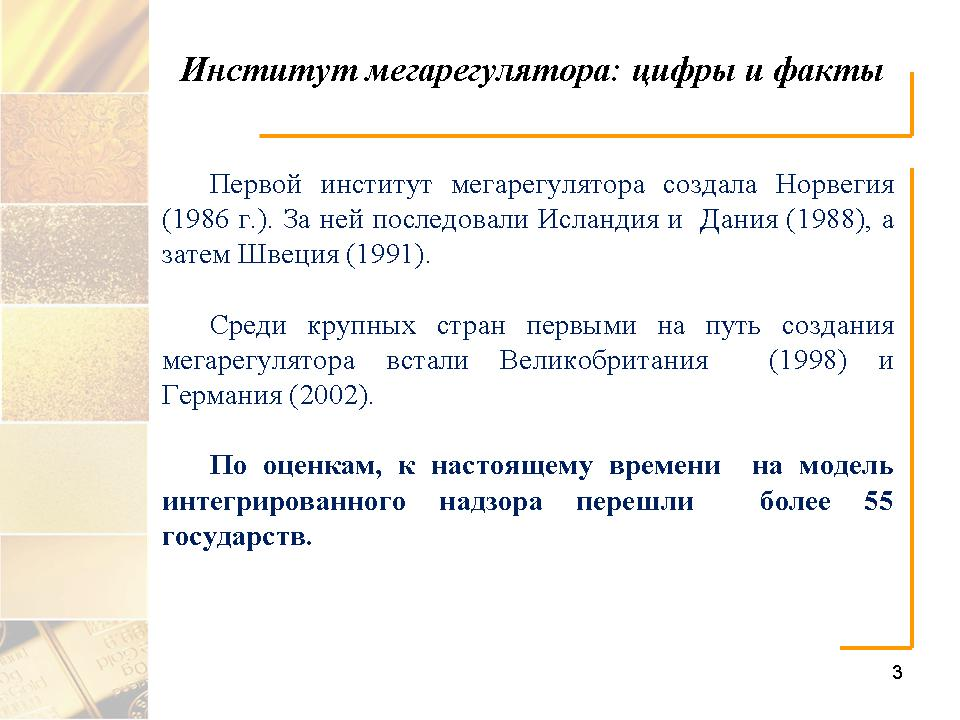 Институт мегарегулятора: цифры и факты
Первой институт мегарегулятора создала Норвегия
(1986 г.). За ней последовали Исландия и Дания (1988), а
затем Швеция (1991).
Среди крупных стран первыми на путь создания
мегарегулятора встали Великобритания (1998) и
Германия (2002).
По оценкам, к настоящему времени на модель
интегрированного надзора перешли более 55
государств.
3